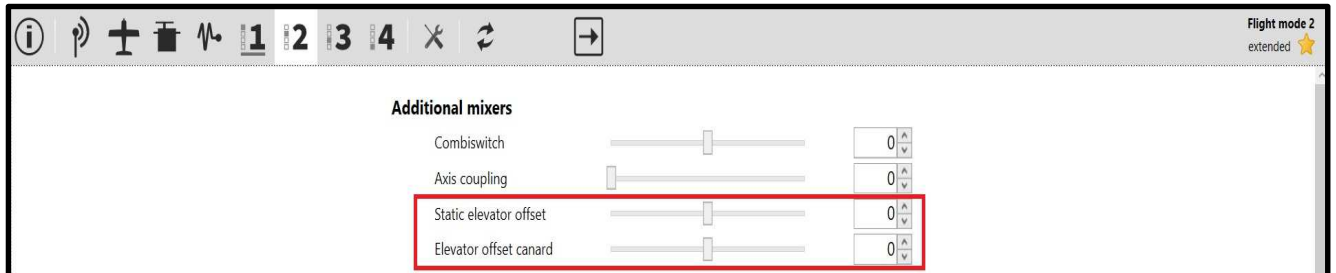 1 2 3 4
Flight mode 2
extended
Additional mixers
Combiswitch 0
Axis coupling 0
Static elevator offset 0
Elevator offset canard 0